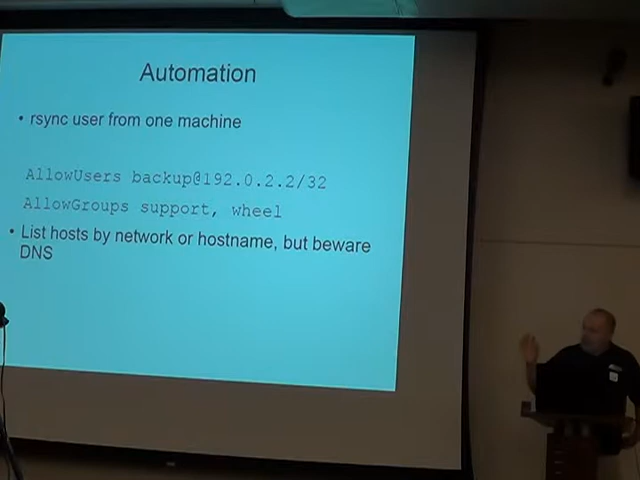 Automation
• rsync user from one machine
AllowUsers backup@192.0.2.2/32
AllowGroups support, wheel
• List hosts by network or hostname, but beware
DNS